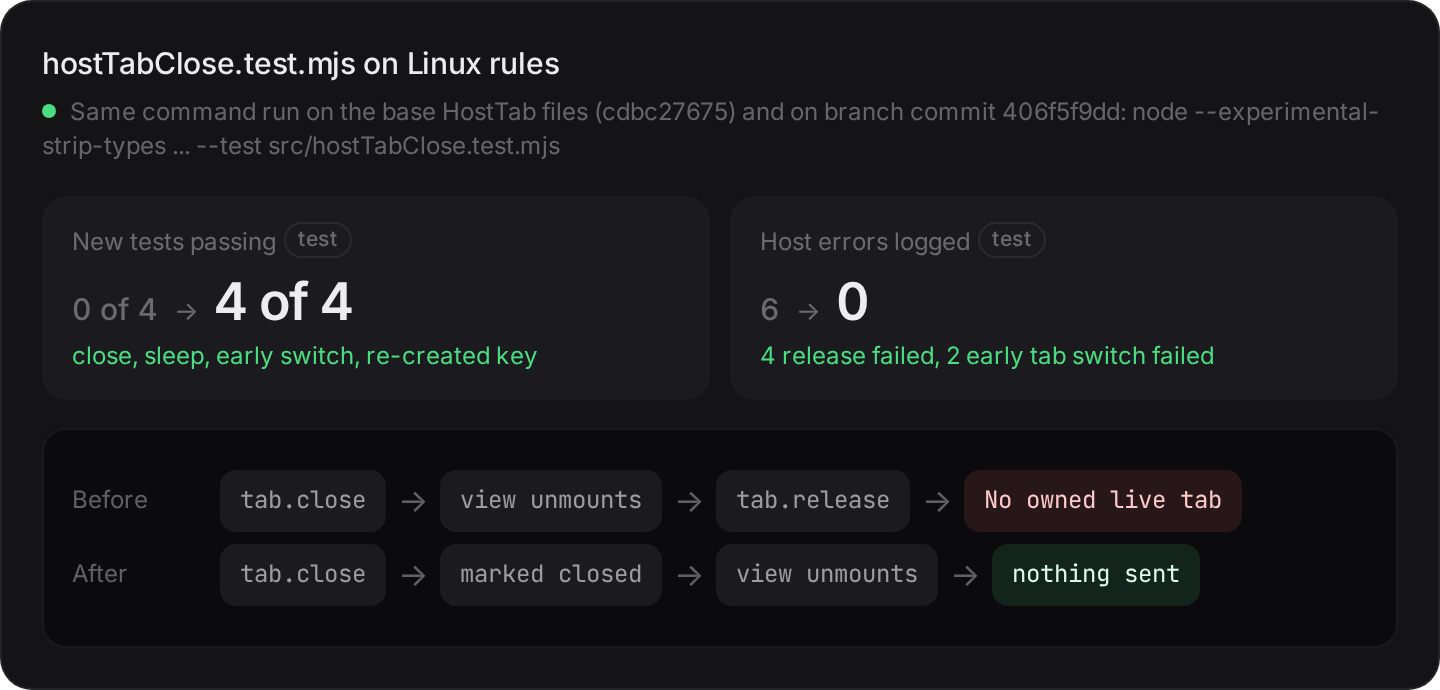 hostTabClose.test.mjs on Linux rules
Same command run on the base HostTab files (cdbc27675) and on branch commit 406f5f9dd: node --experimental-
strip-types ... --test src/hostTabClose.test.mjs
New tests passing test
0 of 4 → 4 of 4
close, sleep, early switch, re-created key
Host errors logged test
6 → 0
4 release failed, 2 early tab switch failed
Before tab.close → view unmounts → tab.release → No owned live tab
After tab.close → marked closed → view unmounts → nothing sent